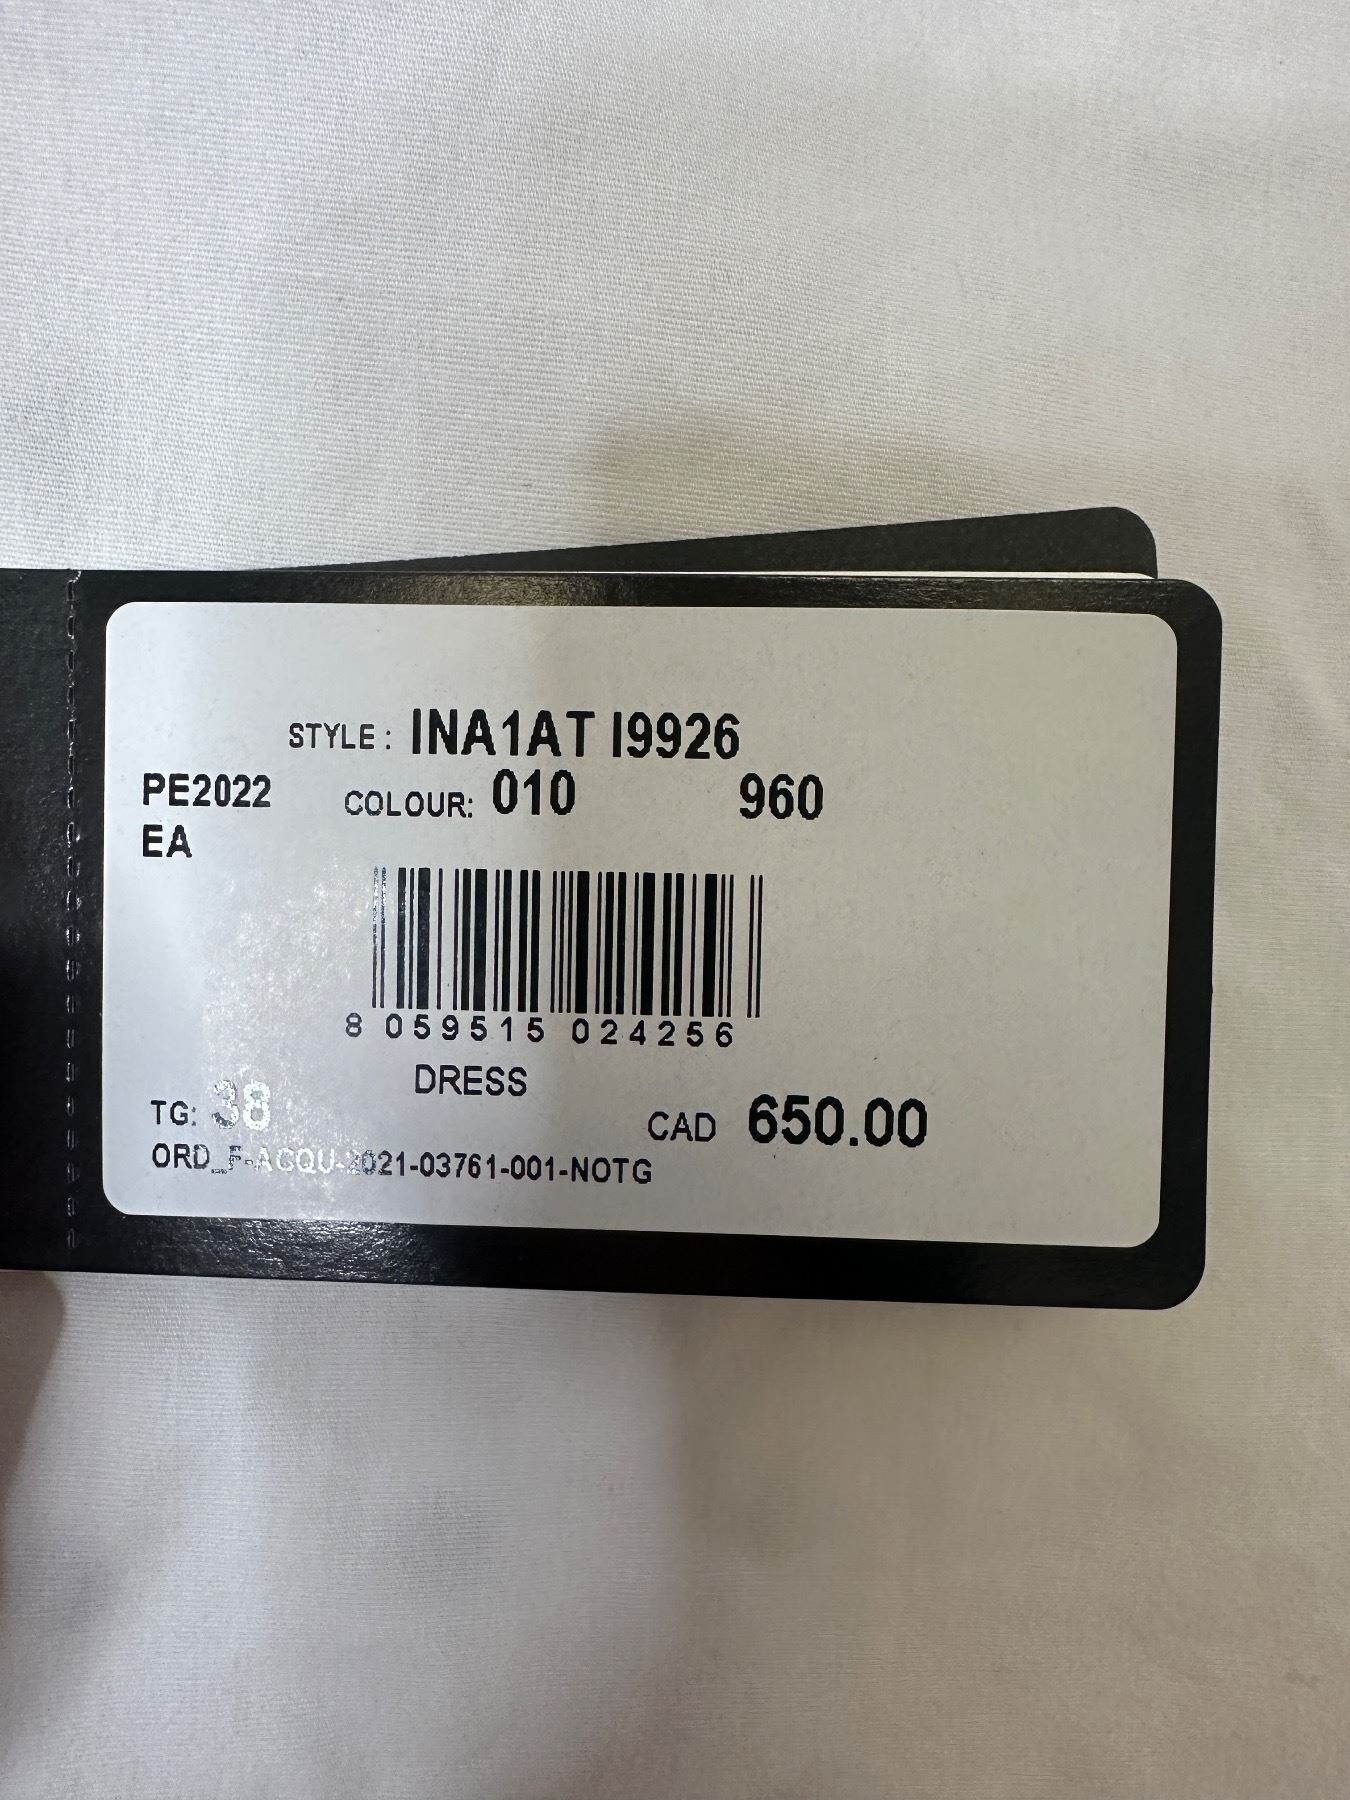 STYLE : INA1AT I9926
PE2022 COLOUR: 010 960
EA
8 059515 024256
DRESS
TG: 38 CAD 650.00
ORD_F-ACQU-2021-03761-001-NOTG